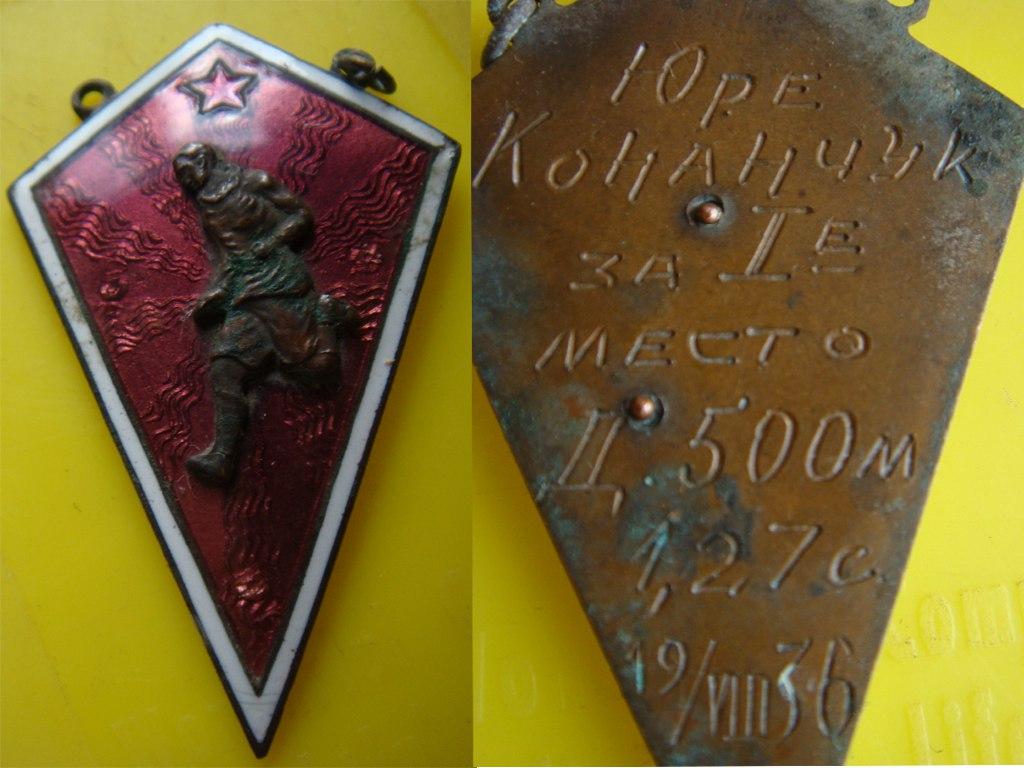 Юре
Конанчук
за Iе
место
Д 500м
1,27с.
19/VIII 36